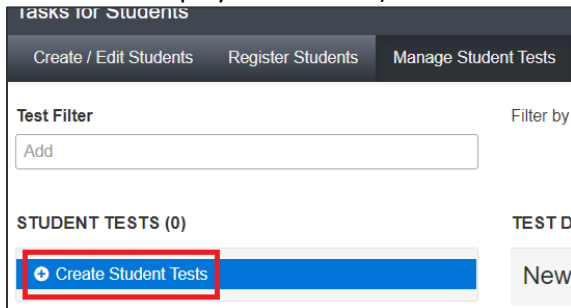 Tasks for Students
Create / Edit Students Register Students Manage Student Tests
Test Filter Filter by
Add
STUDENT TESTS (0) TEST D
Create Student Tests New